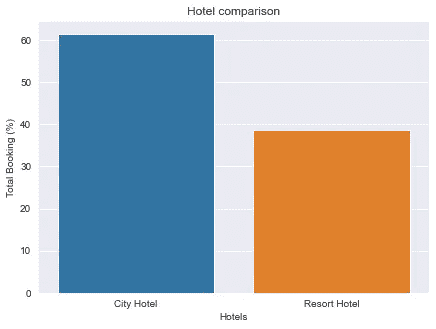 Hotel comparison
Total Booking (%)
60
50
40
30
20
10
0
City Hotel
Resort Hotel
Hotels